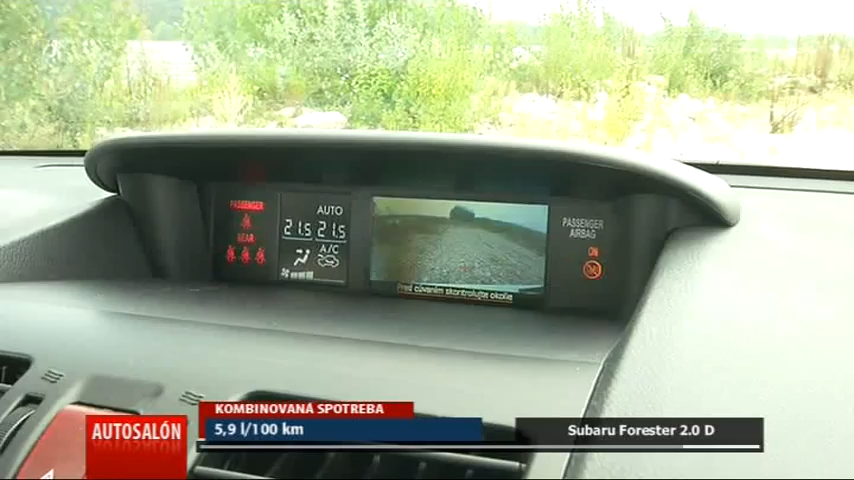 PASSENGER
REAR
AUTO
21.5 21.5
A/C
Pred cúvaním skontrolujte okolie
PASSENGER
AIRBAG
ON
AUTOSALÓN
KOMBINOVANÁ SPOTREBA
5,9 l/100 km
Subaru Forester 2.0 D